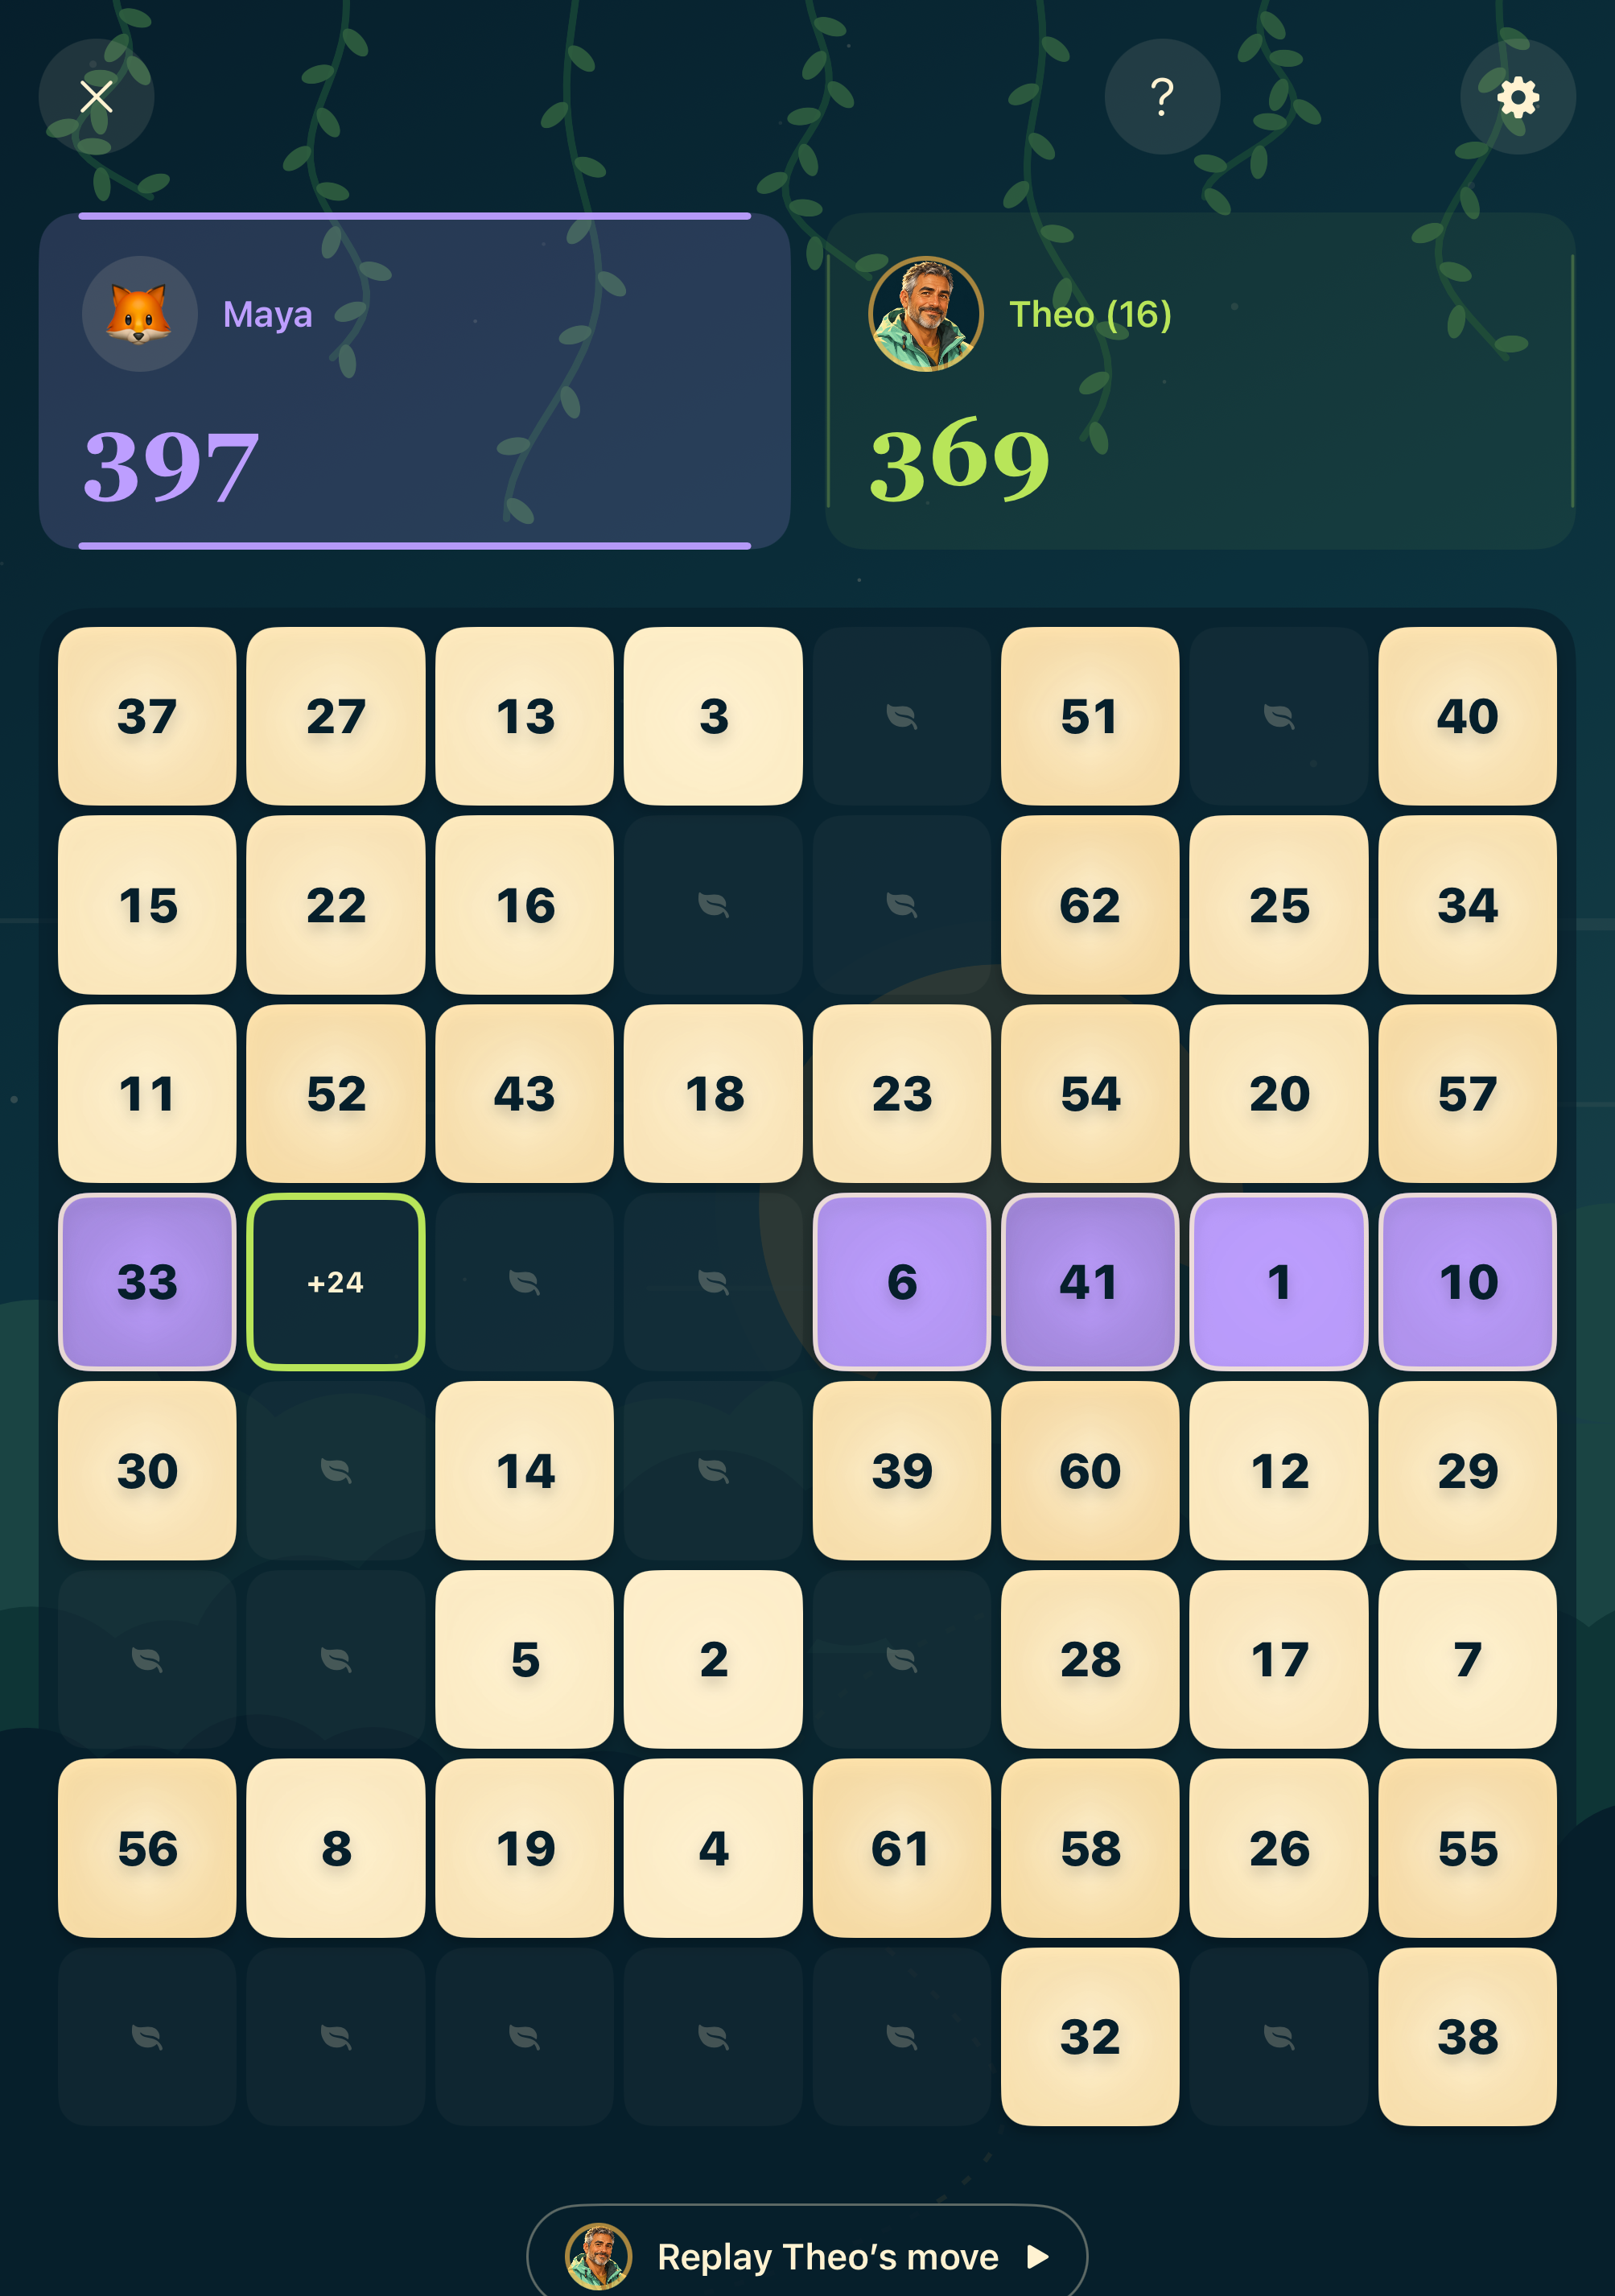 ?
Maya
Theo (16)
397
369
37 27 13 3 51 40
15 22 16 62 25 34
11 52 43 18 23 54 20 57
33 +24 6 41 1 10
30 14 39 60 12 29
5 2 28 17 7
56 8 19 4 61 58 26 55
32 38
Replay Theo’s move